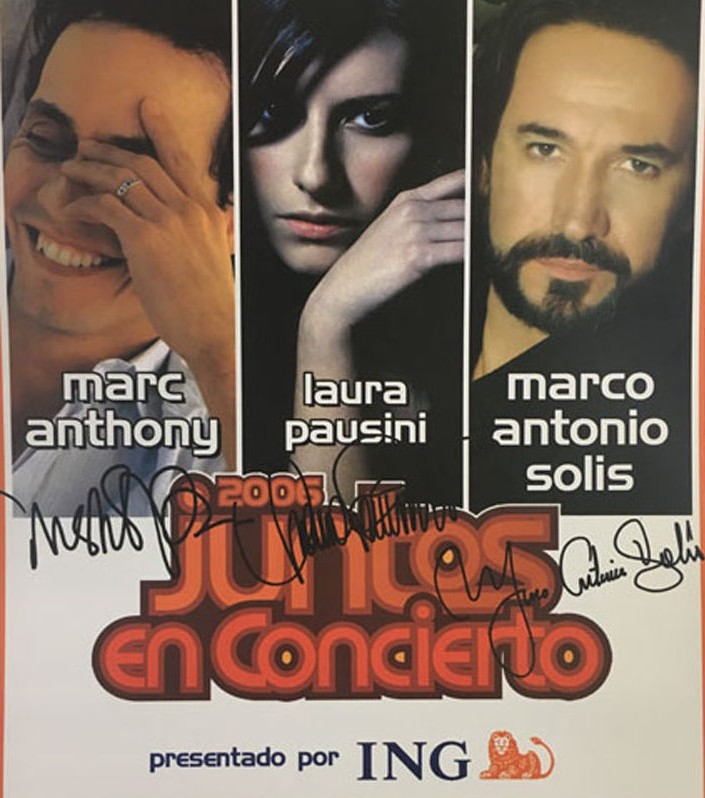 marc
anthony
laura
pausini
marco
antonio
solis
2006
JUNTOS
en Concierto
presentado por ING